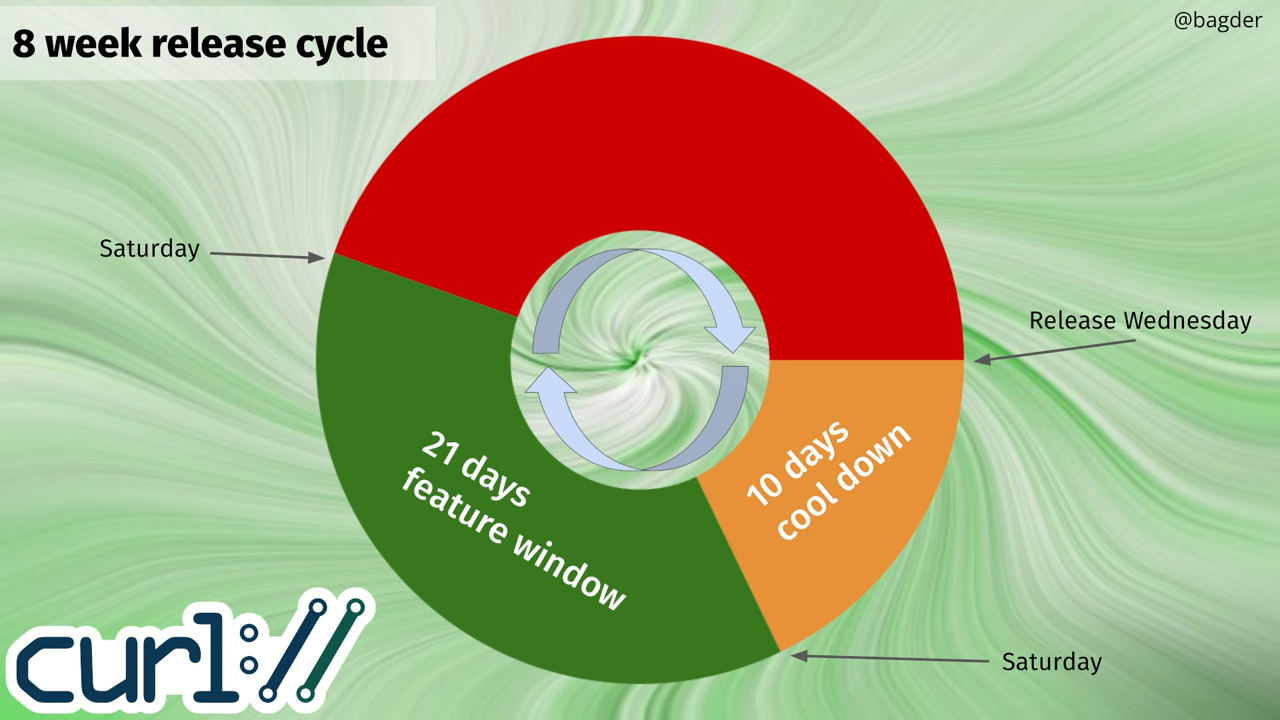 8 week release cycle
@bagder
Saturday
Release Wednesday
21 days
feature window
10 days
cool down
Saturday
curl://